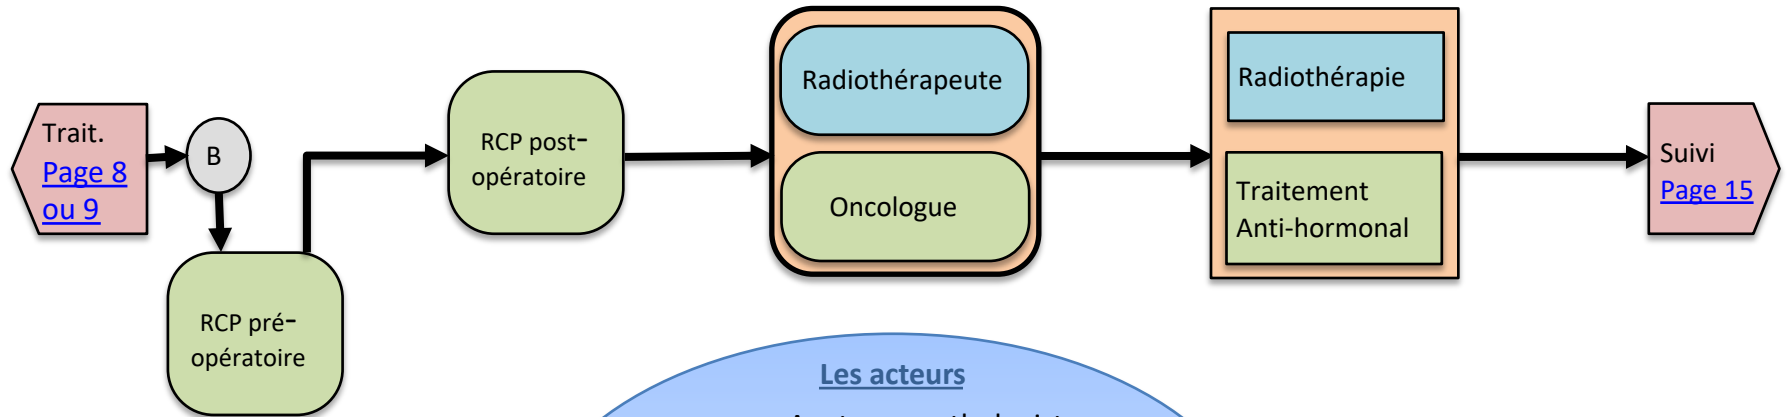 Trait.
Page 8
ou 9
B
RCP pré-
opératoire
RCP post-
opératoire
Radiothérapeute
Oncologue
Radiothérapie
Traitement
Anti-hormonal
Suivi
Page 15
Les acteurs